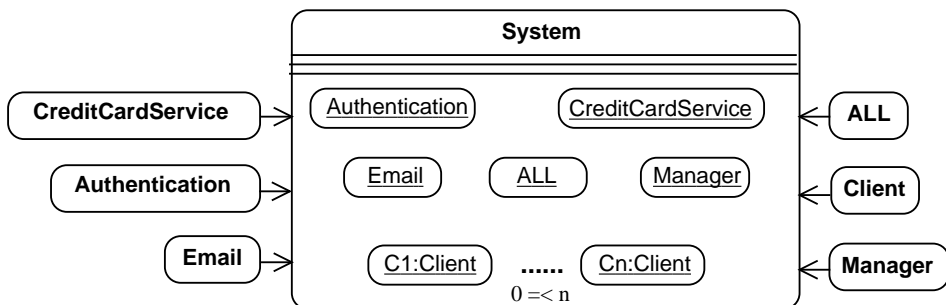 System
CreditCardService
Authentication
CreditCardService
ALL
Authentication
Email
ALL
Manager
Client
Email
C1:Client
......
Cn:Client
Manager
0 =< n